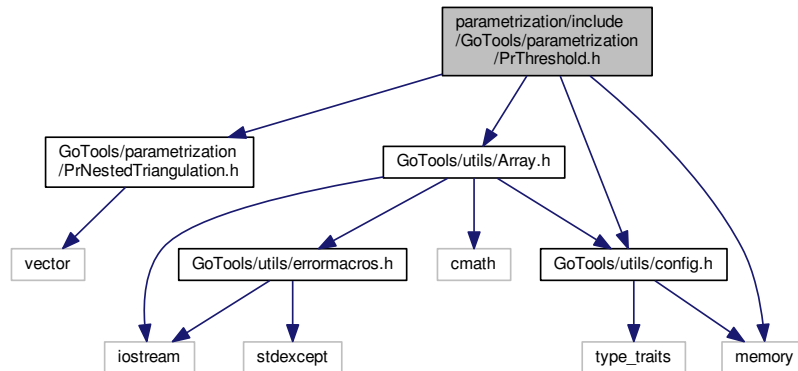 parametrization/include
/GoTools/parametrization
/PrThreshold.h
GoTools/parametrization
/PrNestedTriangulation.h
GoTools/utils/Array.h
vector
GoTools/utils/errormacros.h
cmath
GoTools/utils/config.h
iostream
stdexcept
type_traits
memory